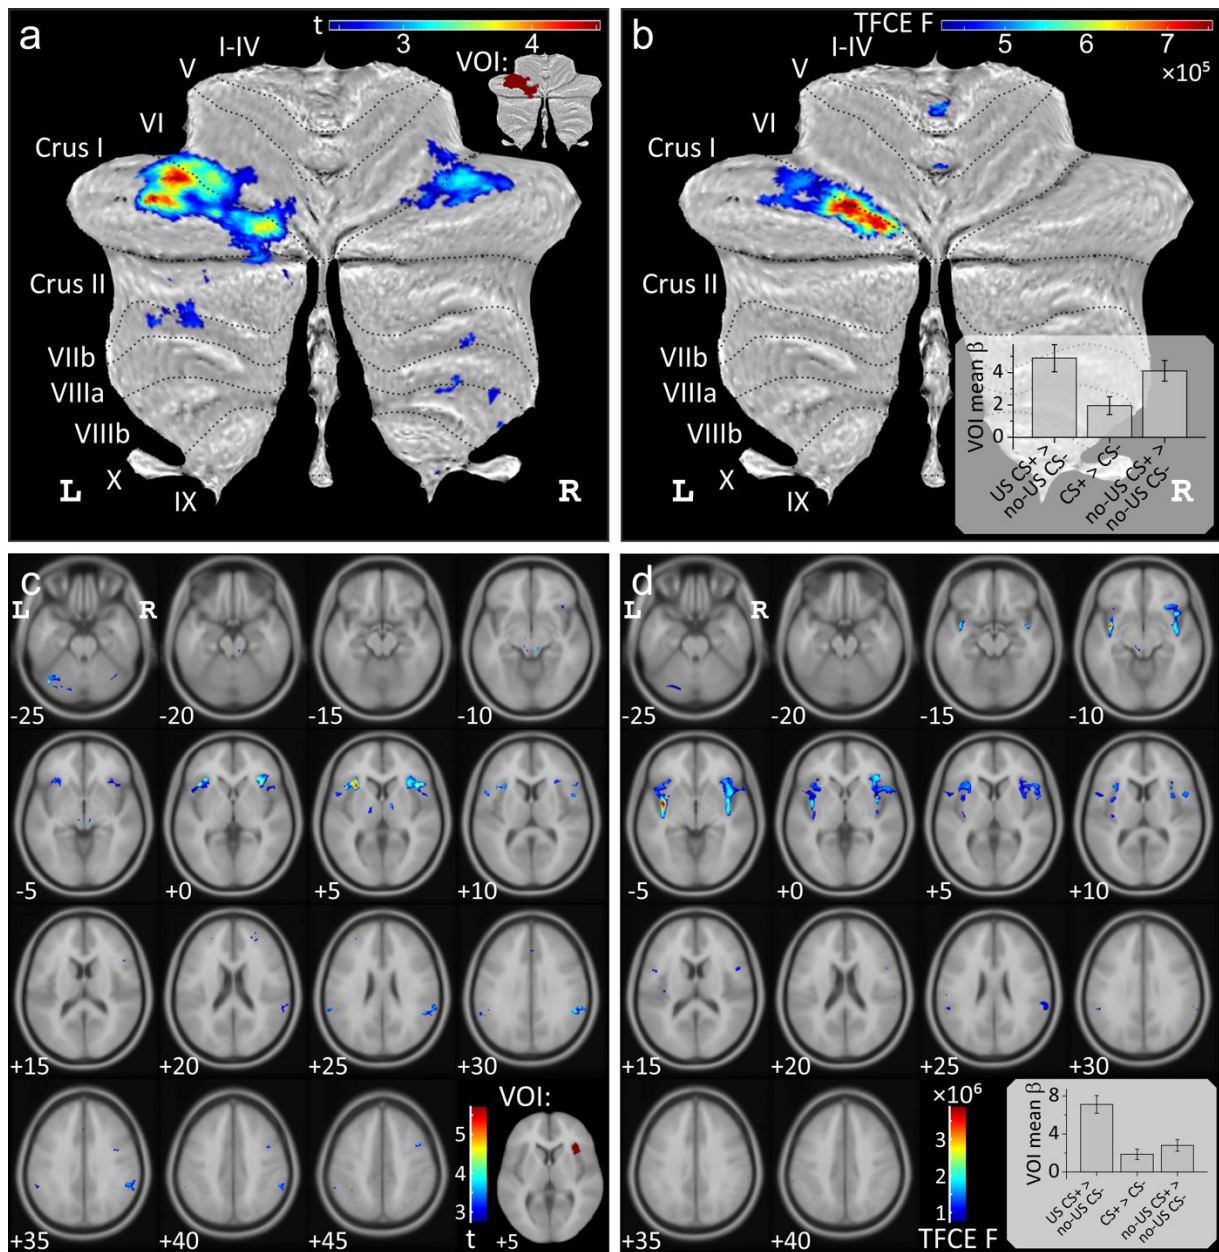 a
t
3
4
I-IV
V
VOI:
VI
Crus I
Crus II
VIIb
VIIIa
VIIIb
X
IX
L
R
b
TFCE F
5
6
7
×10⁵
I-IV
V
VI
Crus I
Crus II
VIIb
VIIIa
VIIIb
X
IX
L
R
VOI mean β
4
2
0
US CS+ >
no-US CS-
CS+ > CS-
no-US CS+ >
no-US CS-
c
L
R
-25
-20
-15
-10
-5
+0
+5
+10
+15
+20
+25
+30
+35
+40
+45
VOI:
5
4
3
t
+5
d
L
R
-25
-20
-15
-10
-5
+0
+5
+10
+15
+20
+25
+30
+35
+40
×10⁶
3
2
1
TFCE F
VOI mean β
8
4
0
US CS+ >
no-US CS-
CS+ > CS-
no-US CS+ >
no-US CS-